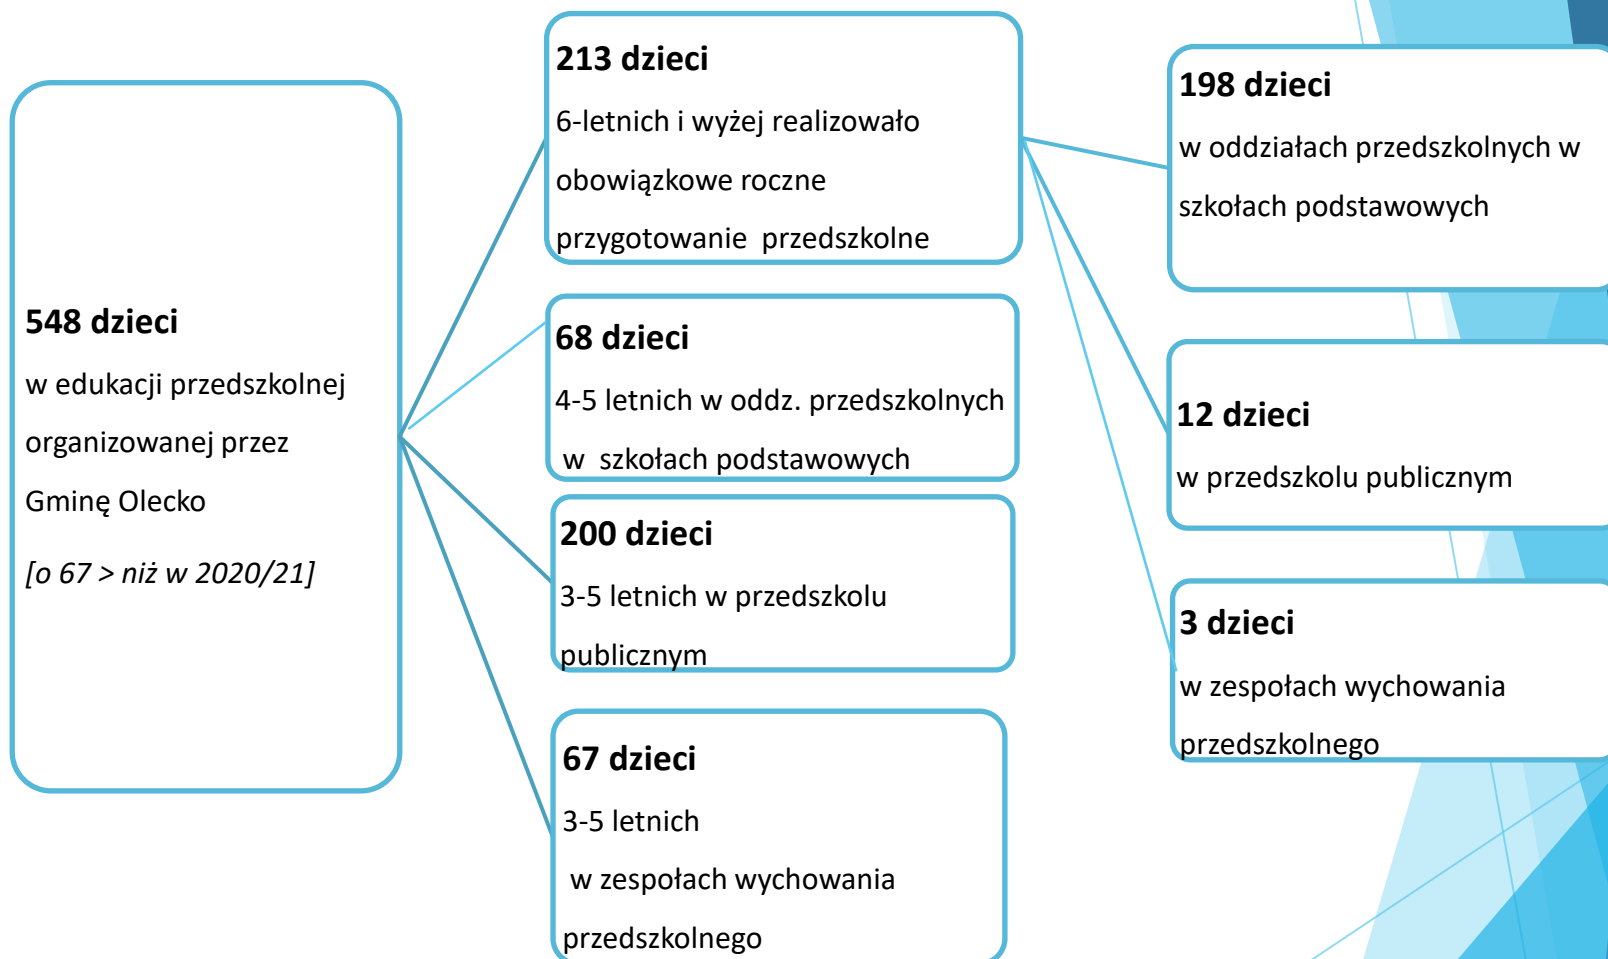 548 dzieci
w edukacji przedszkolnej
organizowanej przez
Gminę Olecko
[o 67 > niż w 2020/21]
213 dzieci
6-letnich i wyżej realizowało
obowiązkowe roczne
przygotowanie przedszkolne
68 dzieci
4-5 letnich w oddz. przedszkolnych
w szkołach podstawowych
200 dzieci
3-5 letnich w przedszkolu
publicznym
67 dzieci
3-5 letnich
w zespołach wychowania
przedszkolnego
198 dzieci
w oddziałach przedszkolnych w
szkołach podstawowych
12 dzieci
w przedszkolu publicznym
3 dzieci
w zespołach wychowania
przedszkolnego